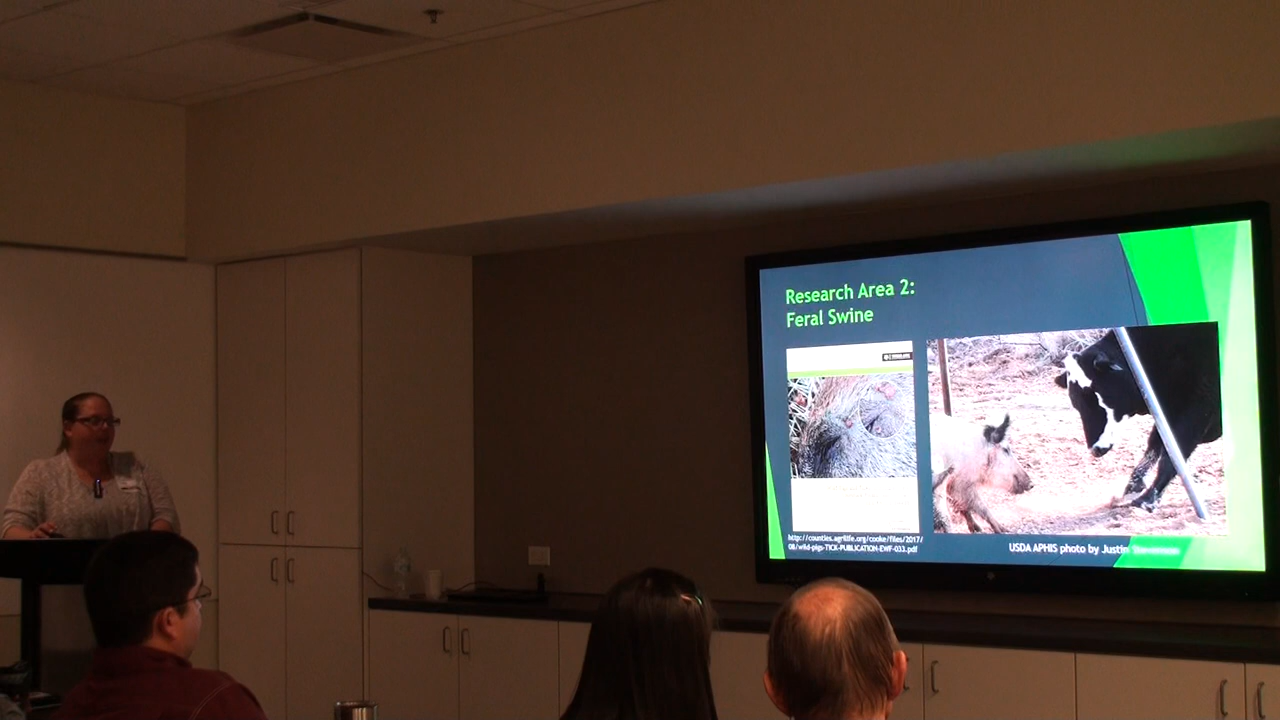 Research Area 2:
Feral Swine
http://counties.agrilife.org/cooke/files/2017/
08/wild-pigs-TICK-PUBLICATION-EWF-033.pdf
USDA APHIS photo by Justin